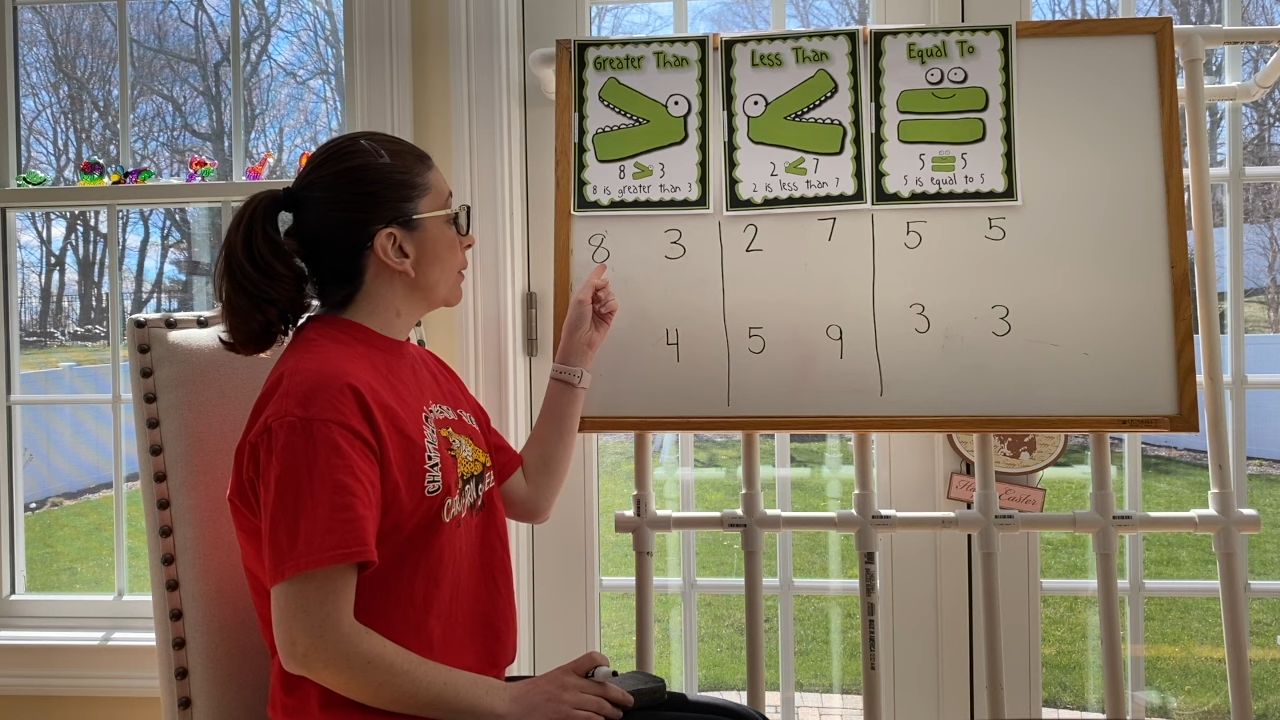 Greater Than
8 3
8 is greater than 3
Less Than
2 7
2 is less than 7
Equal To
5 5
5 is equal to 5
8 3 2 7 5 5
4 5 9 3 3